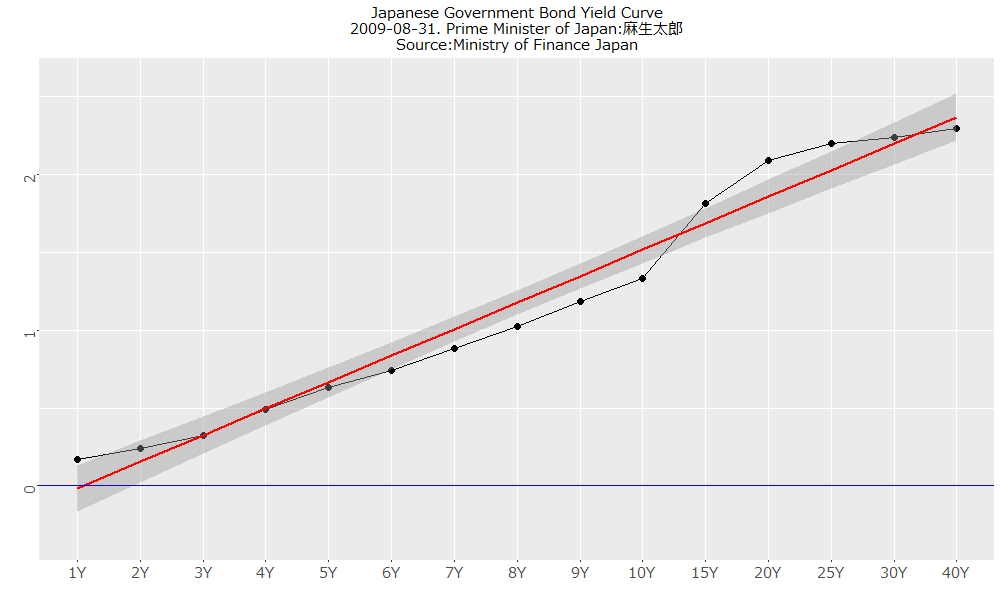 Japanese Government Bond Yield Curve
2009-08-31. Prime Minister of Japan:麻生太郎
Source:Ministry of Finance Japan
2
1
0
1Y 2Y 3Y 4Y 5Y 6Y 7Y 8Y 9Y 10Y 15Y 20Y 25Y 30Y 40Y